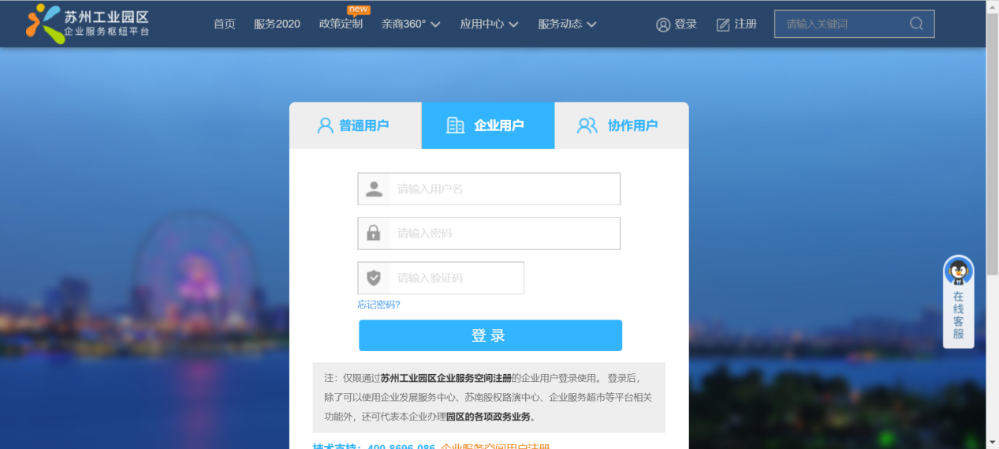 苏州工业园区
企业服务枢纽平台
首页 服务2020 政策定制 new 亲商360° 应用中心 服务动态 登录 注册 请输入关键词
普通用户 企业用户 协作用户
请输入用户名
请输入密码
请输入验证码
忘记密码?
登 录
注：仅限通过苏州工业园区企业服务空间注册的企业用户登录使用。 登录后，
除了可以使用企业发展服务中心、苏南股权路演中心、企业服务超市等平台相关
功能外，还可代表本企业办理园区的各项政务业务。
技术支持：400-8696-086 企业服务空间用户注册
在
线
客
服